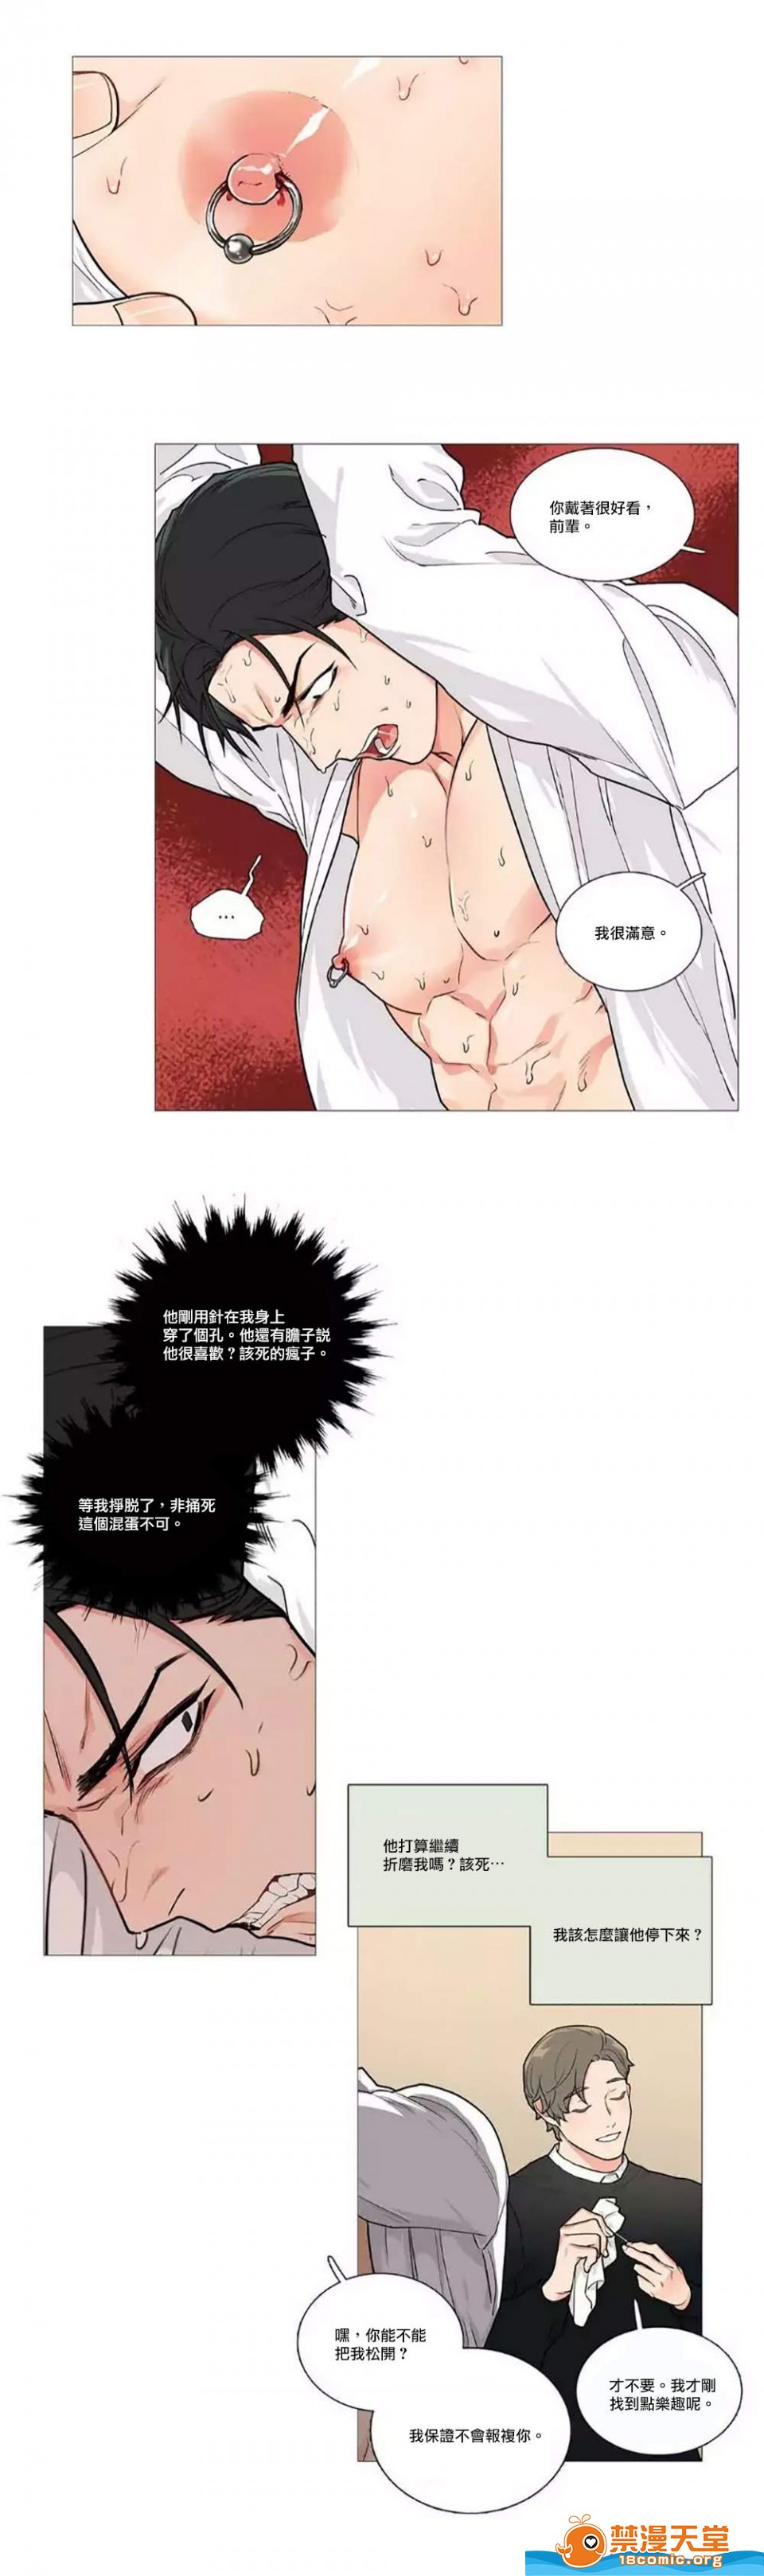 你戴著很好看，
前輩。
…
我很滿意。
他剛用針在我身上
穿了個孔。他還有膽子説
他很喜歡？該死的瘋子。
等我掙脱了，非捅死
這個混蛋不可。
他打算繼續
折磨我嗎？該死…
我該怎麼讓他停下來？
嘿，你能不能
把我松開？
我保證不會報複你。
才不要。我才剛
找到點樂趣呢。
禁漫天堂
18comic.org